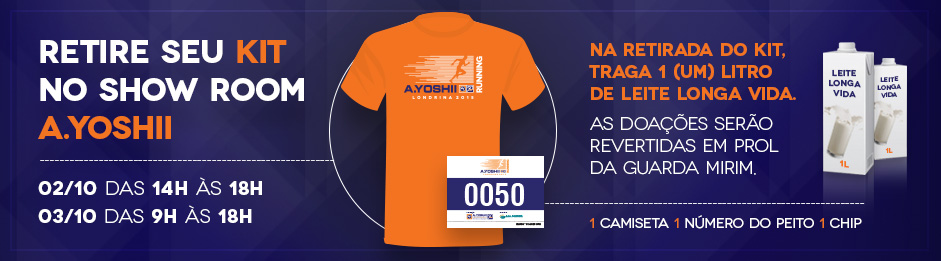 RETIRE SEU KIT
NO SHOW ROOM
A.YOSHII
02/10 DAS 14H ÀS 18H
03/10 DAS 9H ÀS 18H
A.YOSHII
RUNNING
LONDRINA 2015
A.YOSHII
0050
NA RETIRADA DO KIT,
TRAGA 1 (UM) LITRO
DE LEITE LONGA VIDA.
AS DOAÇÕES SERÃO
REVERTIDAS EM PROL
DA GUARDA MIRIM.
1 CAMISETA 1 NÚMERO DO PEITO 1 CHIP
LEITE
LONGA
VIDA
1L
LEITE
LONGA
VIDA
1L